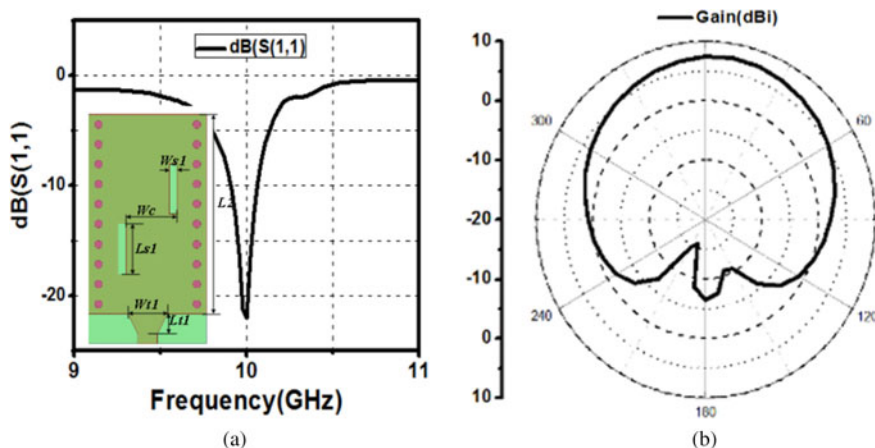 dB(S(1,1)
0
-10
-20
dB(S(1,1)
Ws1
Wc
L2
Ls1
Wt1
Lt1
9
10
11
Frequency(GHz)
(a)
Gain(dBi)
10
0
-10
-20
-10
0
10
300
60
240
120
180
(b)